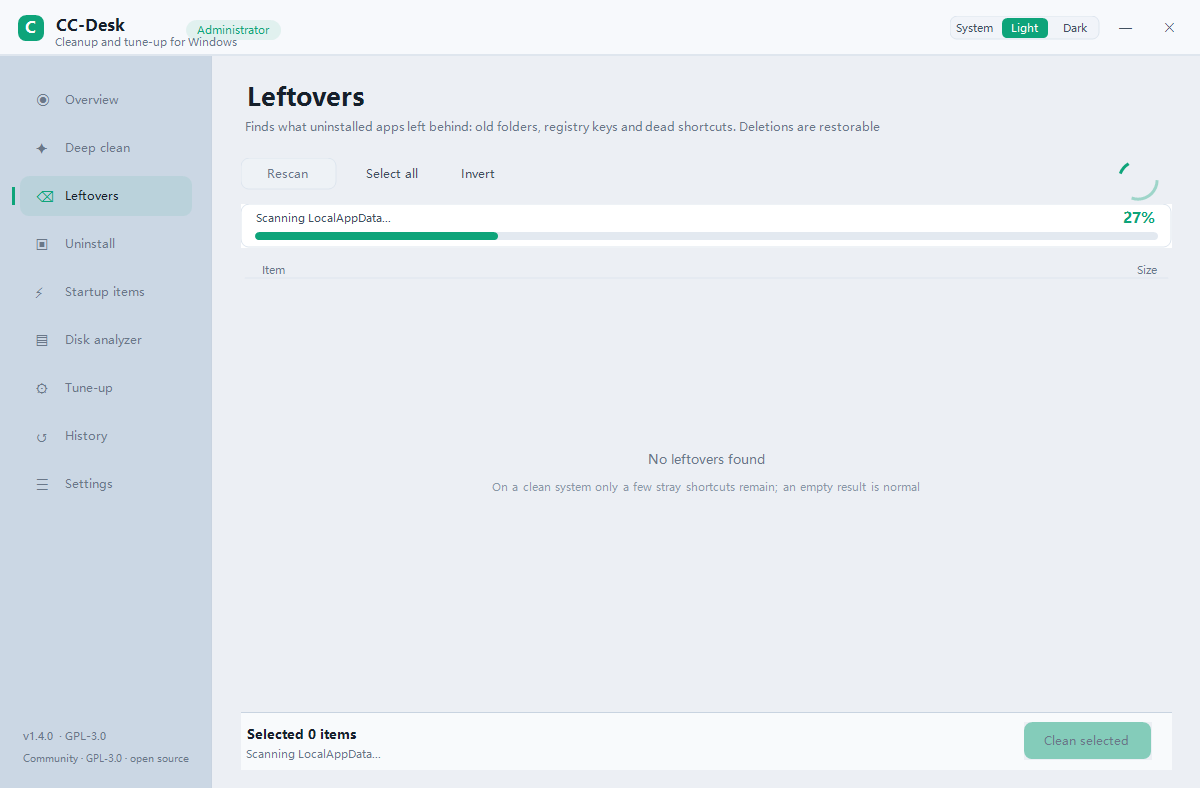 C
CC-Desk
Administrator
Cleanup and tune-up for Windows
System
Light
Dark
Overview
Deep clean
Leftovers
Uninstall
Startup items
Disk analyzer
Tune-up
History
Settings
v1.4.0 · GPL-3.0
Community · GPL-3.0 · open source
Leftovers
Finds what uninstalled apps left behind: old folders, registry keys and dead shortcuts. Deletions are restorable
Rescan
Select all
Invert
Scanning LocalAppData...
27%
Item
Size
No leftovers found
On a clean system only a few stray shortcuts remain; an empty result is normal
Selected 0 items
Scanning LocalAppData...
Clean selected